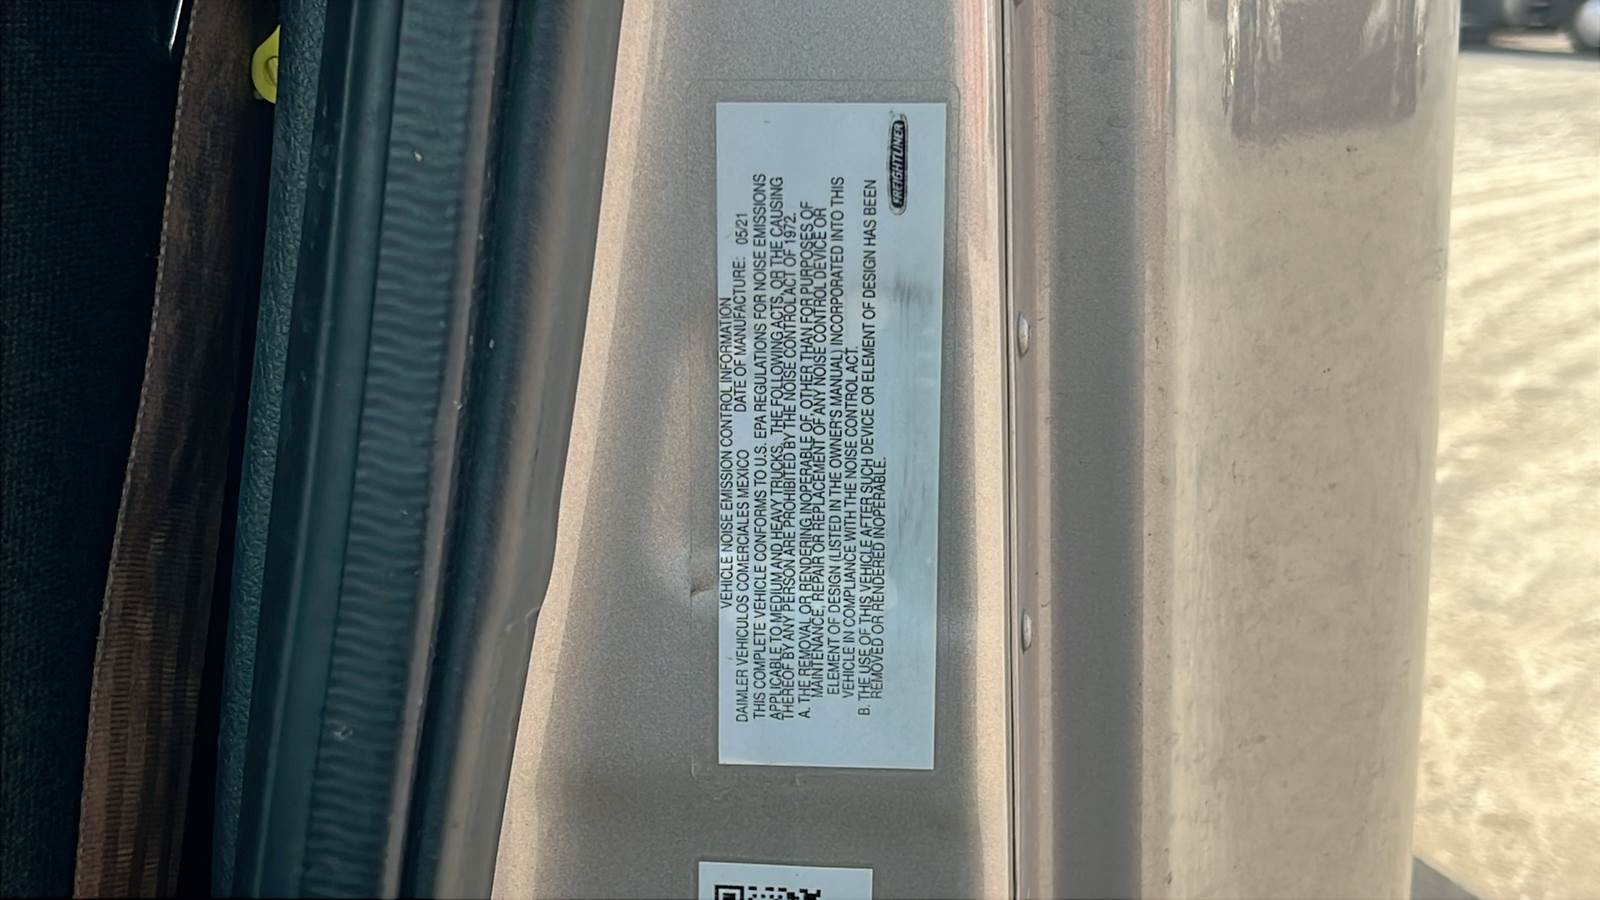 FREIGHTLINER
VEHICLE NOISE EMISSION CONTROL INFORMATION
DAIMLER VEHICULOS COMERCIALES MEXICO DATE OF MANUFACTURE: 05/21
THIS COMPLETE VEHICLE CONFORMS TO U.S. EPA REGULATIONS FOR NOISE EMISSIONS
APPLICABLE TO MEDIUM AND HEAVY TRUCKS. THE FOLLOWING ACTS, OR THE CAUSING
THEREOF BY ANY PERSON ARE PROHIBITED BY THE NOISE CONTROL ACT OF 1972.
A. THE REMOVAL OR RENDERING INOPERABLE OF, OTHER THAN FOR PURPOSES OF
MAINTENANCE, REPAIR OR REPLACEMENT OF ANY NOISE CONTROL DEVICE OR
ELEMENT OF DESIGN (LISTED IN THE OWNER'S MANUAL) INCORPORATED INTO THIS
VEHICLE IN COMPLIANCE WITH THE NOISE CONTROL ACT.
B. THE USE OF THIS VEHICLE AFTER SUCH DEVICE OR ELEMENT OF DESIGN HAS BEEN
REMOVED OR RENDERED INOPERABLE.